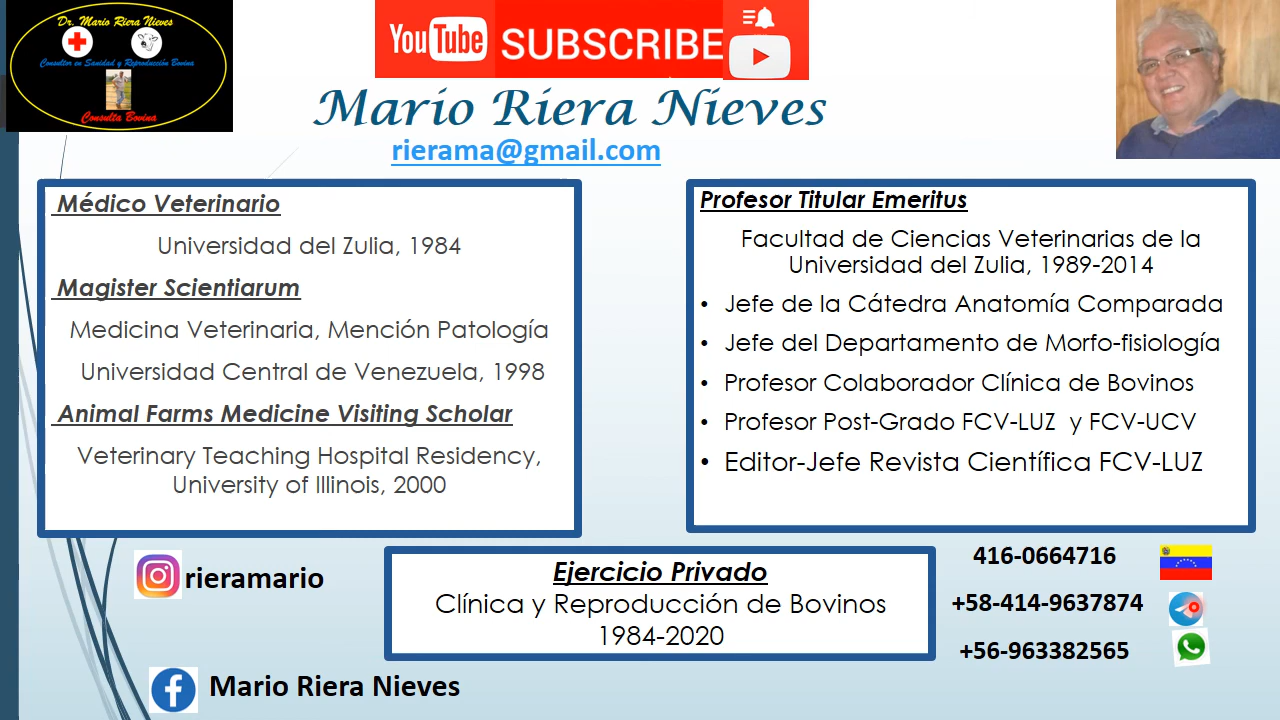 Dr. Mario Riera Nieves
Consultor en Sanidad y Reproducción Bovina
Consulta Bovina
YouTube SUBSCRIBE
Mario Riera Nieves
rierama@gmail.com
Médico Veterinario
Universidad del Zulia, 1984
Magister Scientiarum
Medicina Veterinaria, Mención Patología
Universidad Central de Venezuela, 1998
Animal Farms Medicine Visiting Scholar
Veterinary Teaching Hospital Residency,
University of Illinois, 2000
Profesor Titular Emeritus
Facultad de Ciencias Veterinarias de la
Universidad del Zulia, 1989-2014
• Jefe de la Cátedra Anatomía Comparada
• Jefe del Departamento de Morfo-fisiología
• Profesor Colaborador Clínica de Bovinos
• Profesor Post-Grado FCV-LUZ y FCV-UCV
• Editor-Jefe Revista Científica FCV-LUZ
Ejercicio Privado
Clínica y Reproducción de Bovinos
1984-2020
rieramario
Mario Riera Nieves
416-0664716
+58-414-9637874
+56-963382565